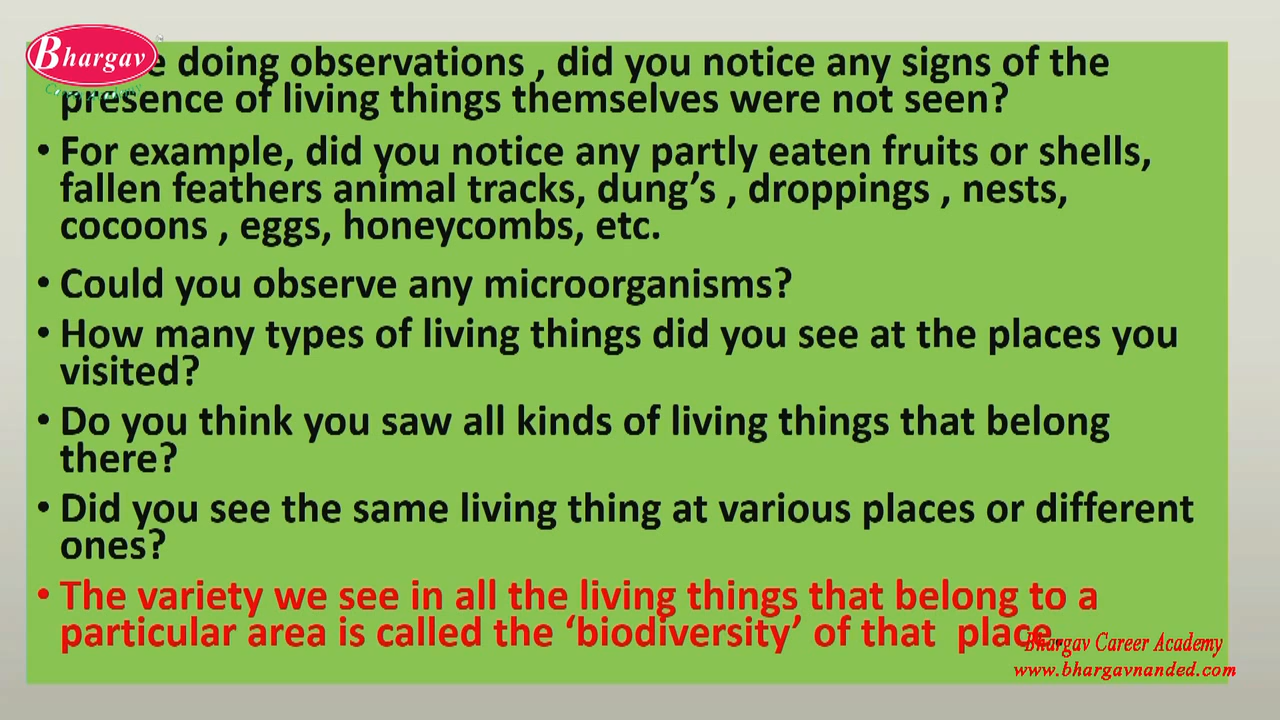 Bhargav
doing observations , did you notice any signs of the
presence of living things themselves were not seen?
• For example, did you notice any partly eaten fruits or shells,
fallen feathers animal tracks, dung’s , droppings , nests,
cocoons , eggs, honeycombs, etc.
• Could you observe any microorganisms?
• How many types of living things did you see at the places you
visited?
• Do you think you saw all kinds of living things that belong
there?
• Did you see the same living thing at various places or different
ones?
• The variety we see in all the living things that belong to a
particular area is called the ‘biodiversity’ of that place.
Bhargav Career Academy
www.bhargavnanded.com